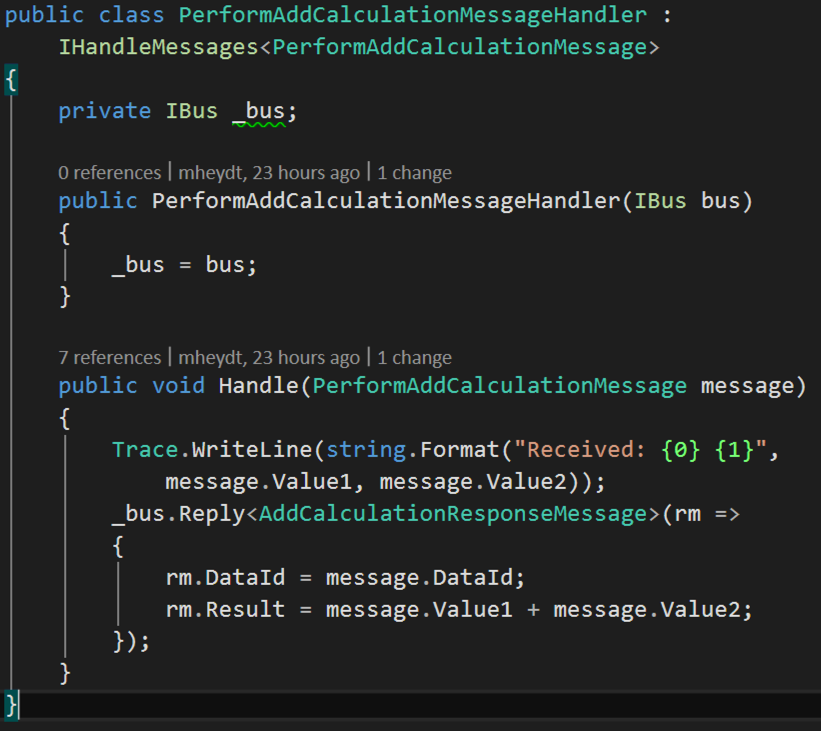 public class PerformAddCalculationMessageHandler :
    IHandleMessages<PerformAddCalculationMessage>
{
    private IBus _bus;
    0 references | mheydt, 23 hours ago | 1 change
    public PerformAddCalculationMessageHandler(IBus bus)
    {
        _bus = bus;
    }
    7 references | mheydt, 23 hours ago | 1 change
    public void Handle(PerformAddCalculationMessage message)
    {
        Trace.WriteLine(string.Format("Received: {0} {1}",
            message.Value1, message.Value2));
        _bus.Reply<AddCalculationResponseMessage>(rm =>
        {
            rm.DataId = message.DataId;
            rm.Result = message.Value1 + message.Value2;
        });
    }
}